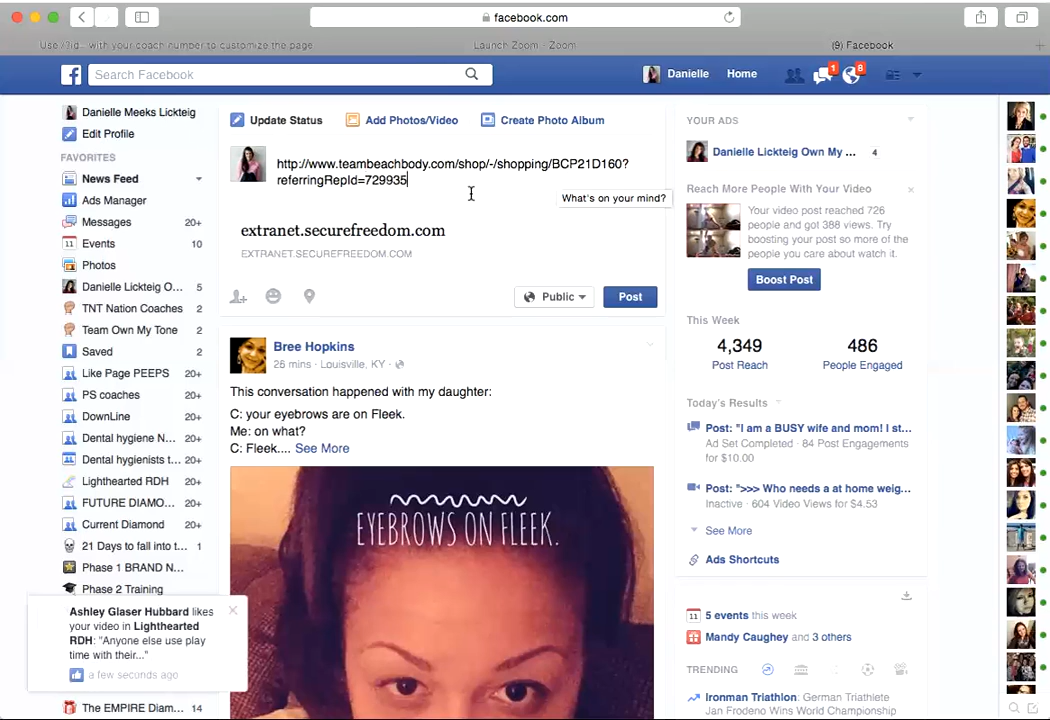 facebook.com
Use /?id= with your coach number to customize the page
Launch Zoom - Zoom
(9) Facebook
Search Facebook
Danielle
Home
1
8
Danielle Meeks Lickteig
Edit Profile
FAVORITES
News Feed
Ads Manager
Messages 20+
Events 10
Photos
Danielle Lickteig O... 5
TNT Nation Coaches 2
Team Own My Tone 2
Saved 2
Like Page PEEPS 20+
PS coaches 20+
DownLine 20+
Dental hygiene N... 20+
Dental hygienists t... 20+
Lighthearted RDH 20+
FUTURE DIAMO... 20+
Current Diamond 20+
21 Days to fall into t... 1
Phase 1 BRAND N...
Phase 2 Training
Ashley Glaser Hubbard likes
your video in Lighthearted
RDH: "Anyone else use play
time with their..."
a few seconds ago
The EMPIRE Diam... 14
Update Status
Add Photos/Video
Create Photo Album
http://www.teambeachbody.com/shop/-/shopping/BCP21D160?
referringRepId=729935
What's on your mind?
extranet.securefreedom.com
EXTRANET.SECUREFREEDOM.COM
Public
Post
Bree Hopkins
26 mins · Louisville, KY ·
This conversation happened with my daughter:
C: your eyebrows are on Fleek.
Me: on what?
C: Fleek.... See More
EYEBROWS ON FLEEK.
YOUR ADS
Danielle Lickteig Own My ... 4
Reach More People With Your Video
Your video post reached 726
people and got 388 views. Try
boosting your post so more of the
people you care about watch it.
Boost Post
This Week
4,349
Post Reach
486
People Engaged
Today's Results
Post: "I am a BUSY wife and mom! I st...
Ad Set Completed · 84 Post Engagements
for $10.00
Post: ">>> Who needs a at home weig...
Inactive · 604 Video Views for $4.53
See More
Ads Shortcuts
11
5 events this week
Mandy Caughey and 3 others
TRENDING
Ironman Triathlon: German Triathlete
Jan Frodeno Wins World Championship